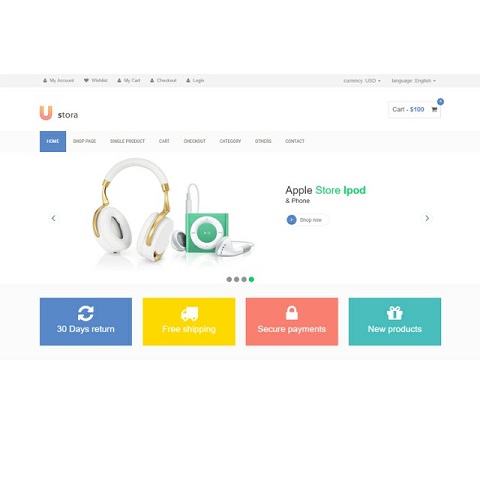 My Account Wishlist My Cart Checkout Login currency :USD language :English
U stora
Cart - $100
HOME SHOP PAGE SINGLE PRODUCT CART CHECKOUT CATEGORY OTHERS CONTACT
Apple Store Ipod
& Phone
Shop now
30 Days return Free shipping Secure payments New products